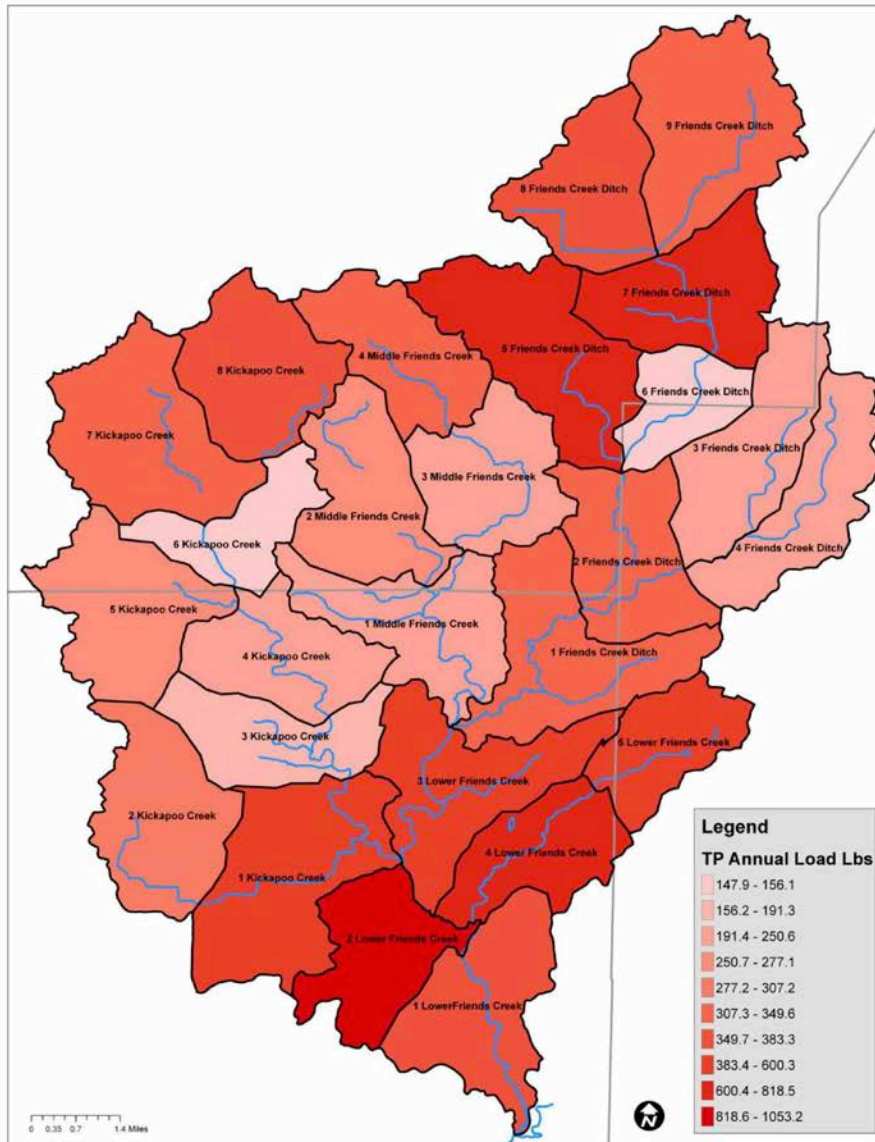 9 Friends Creek Ditch
8 Friends Creek Ditch
7 Friends Creek Ditch
5 Friends Creek Ditch
4 Middle Friends Creek
8 Kickapoo Creek
6 Friends Creek Ditch
7 Kickapoo Creek
3 Friends Creek Ditch
3 Middle Friends Creek
2 Middle Friends Creek
6 Kickapoo Creek
4 Friends Creek Ditch
2 Friends Creek Ditch
5 Kickapoo Creek
1 Middle Friends Creek
4 Kickapoo Creek
1 Friends Creek Ditch
3 Kickapoo Creek
5 Lower Friends Creek
3 Lower Friends Creek
2 Kickapoo Creek
4 Lower Friends Creek
1 Kickapoo Creek
2 Lower Friends Creek
1 LowerFriends Creek
Legend
TP Annual Load Lbs
147.9 - 156.1
156.2 - 191.3
191.4 - 250.6
250.7 - 277.1
277.2 - 307.2
307.3 - 349.6
349.7 - 383.3
383.4 - 600.3
600.4 - 818.5
818.6 - 1053.2
0 0.35 0.7 1.4 Miles
N